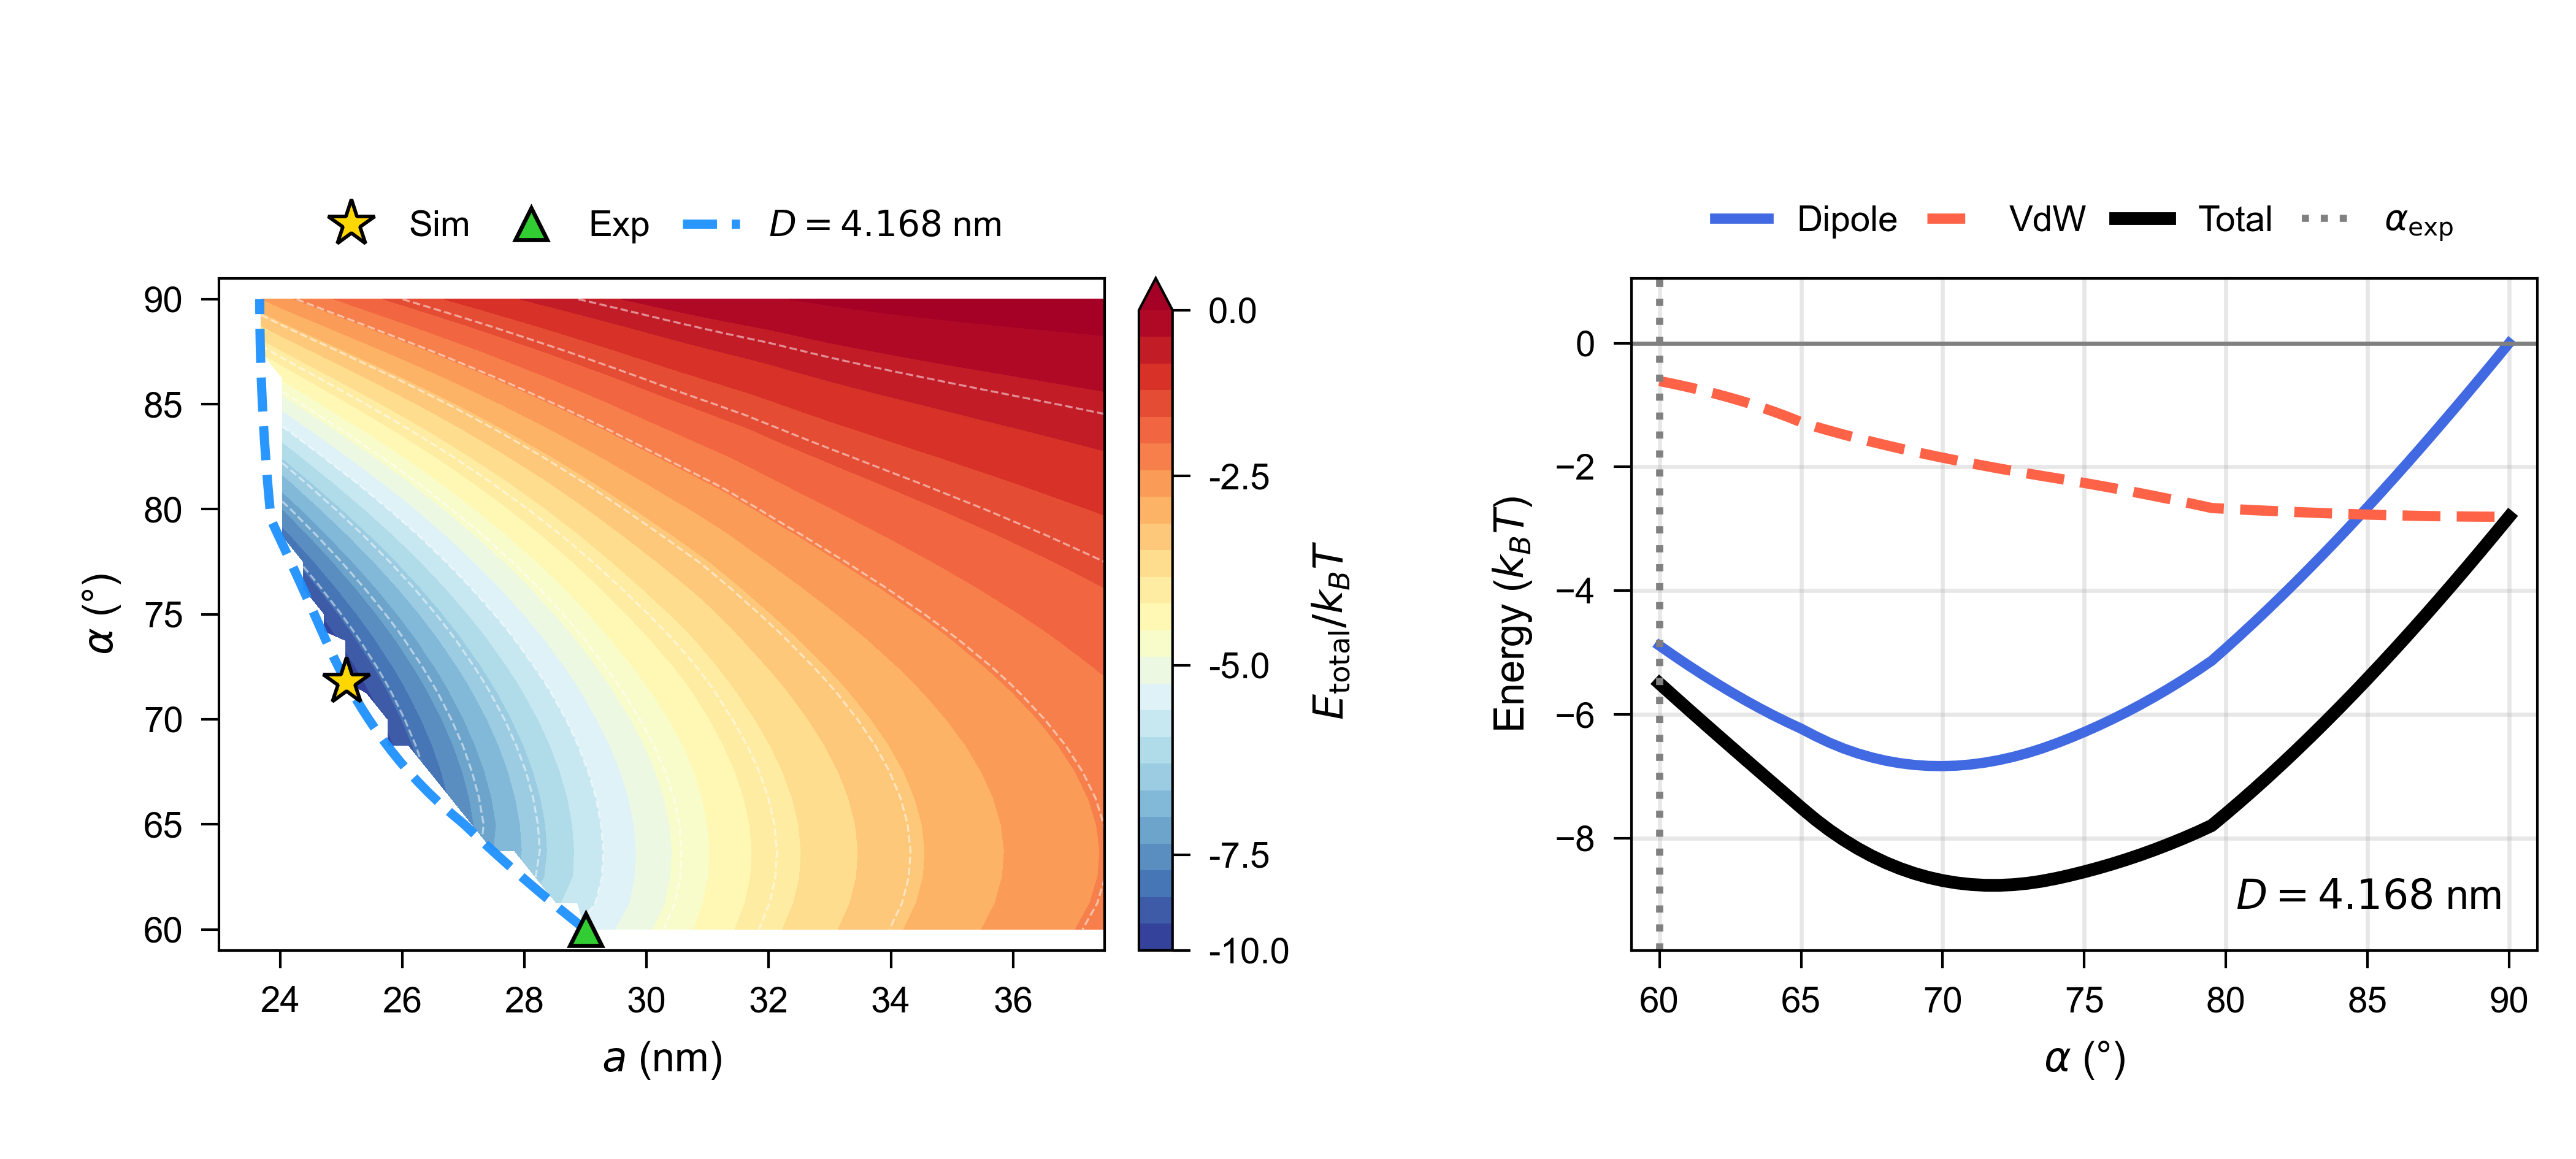 Sim Exp D = 4.168 nm
90
85
80
75
70
65
60
α (°)
24 26 28 30 32 34 36
a (nm)
0.0
-2.5
-5.0
-7.5
-10.0
E_total/k_BT
Dipole VdW Total α_exp
0
−2
−4
−6
−8
Energy (k_BT)
D = 4.168 nm
60 65 70 75 80 85 90
α (°)